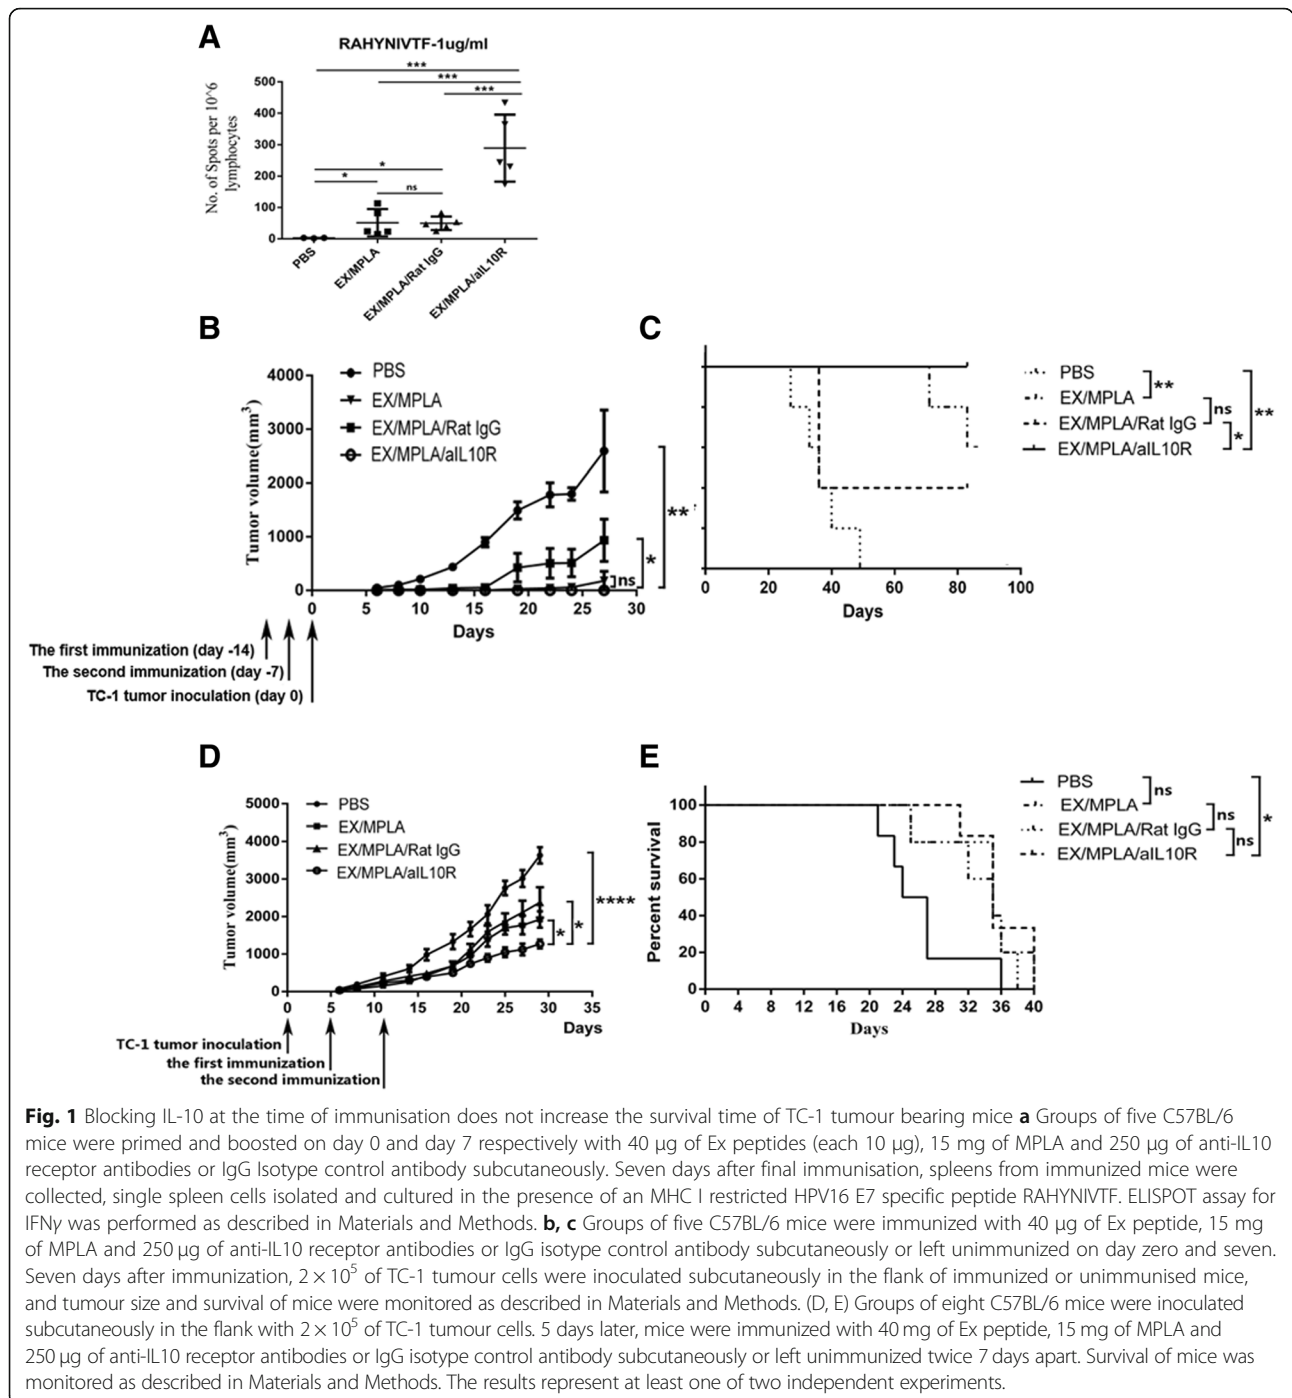 A
RAHYNIVTF-1ug/ml
***
***
***
*
*
ns
No. of Spots per 10^6
lymphocytes
500
400
300
200
100
0
PBS
EX/MPLA
EX/MPLA/Rat IgG
EX/MPLA/aIL10R
B
Tumor volume(mm³)
4000
3000
2000
1000
0
PBS
EX/MPLA
EX/MPLA/Rat IgG
EX/MPLA/aIL10R
ns
*
**
0 5 10 15 20 25 30
Days
The first immunization (day -14)
The second immunization (day -7)
TC-1 tumor inoculation (day 0)
C
PBS
EX/MPLA
EX/MPLA/Rat IgG
EX/MPLA/aIL10R
**
ns
*
**
0 20 40 60 80 100
Days
D
Tumor volume(mm³)
5000
4000
3000
2000
1000
0
PBS
EX/MPLA
EX/MPLA/Rat IgG
EX/MPLA/aIL10R
*
*
****
0 5 10 15 20 25 30 35
Days
TC-1 tumor inoculation
the first immunization
the second immunization
E
Percent survival
100
80
60
40
20
0
PBS
EX/MPLA
EX/MPLA/Rat IgG
EX/MPLA/aIL10R
ns
ns
ns
*
0 4 8 12 16 20 24 28 32 36 40
Days
Fig. 1 Blocking IL-10 at the time of immunisation does not increase the survival time of TC-1 tumour bearing mice a Groups of five C57BL/6
mice were primed and boosted on day 0 and day 7 respectively with 40 µg of Ex peptides (each 10 µg), 15 mg of MPLA and 250 µg of anti-IL10
receptor antibodies or IgG Isotype control antibody subcutaneously. Seven days after final immunisation, spleens from immunized mice were
collected, single spleen cells isolated and cultured in the presence of an MHC I restricted HPV16 E7 specific peptide RAHYNIVTF. ELISPOT assay for
IFNγ was performed as described in Materials and Methods. b, c Groups of five C57BL/6 mice were immunized with 40 µg of Ex peptide, 15 mg
of MPLA and 250 µg of anti-IL10 receptor antibodies or IgG isotype control antibody subcutaneously or left unimmunized on day zero and seven.
Seven days after immunization, 2 × 10⁵ of TC-1 tumour cells were inoculated subcutaneously in the flank of immunized or unimmunised mice,
and tumour size and survival of mice were monitored as described in Materials and Methods. (D, E) Groups of eight C57BL/6 mice were inoculated
subcutaneously in the flank with 2 × 10⁵ of TC-1 tumour cells. 5 days later, mice were immunized with 40 mg of Ex peptide, 15 mg of MPLA and
250 µg of anti-IL10 receptor antibodies or IgG isotype control antibody subcutaneously or left unimmunized twice 7 days apart. Survival of mice was
monitored as described in Materials and Methods. The results represent at least one of two independent experiments.